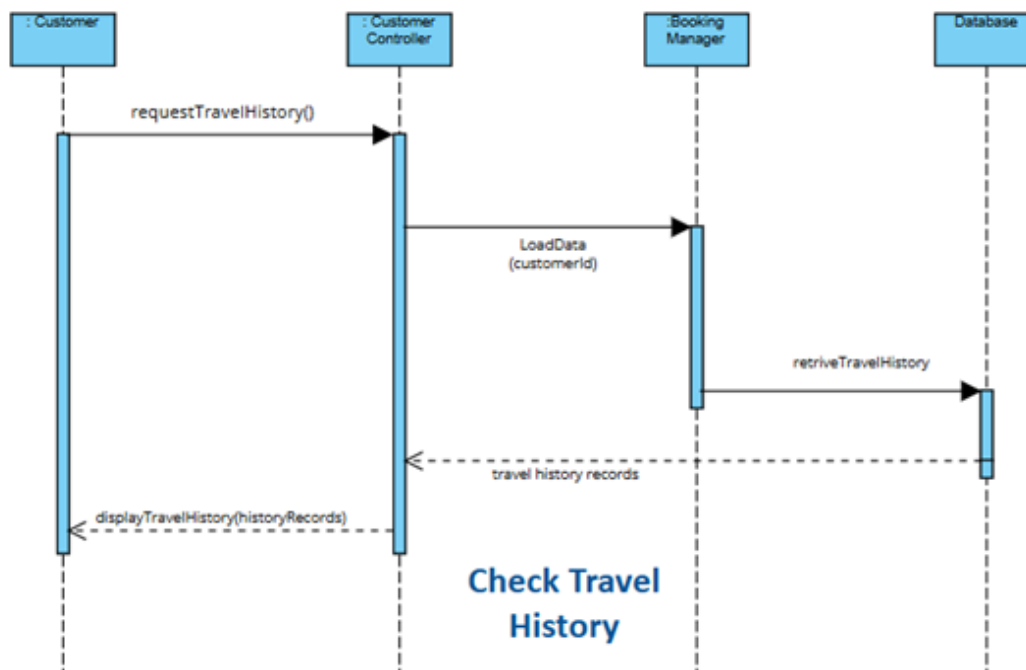 : Customer
: Customer
Controller
:Booking
Manager
Database
requestTravelHistory()
LoadData
(customerId)
retriveTravelHistory
travel history records
displayTravelHistory(historyRecords)
Check Travel
History